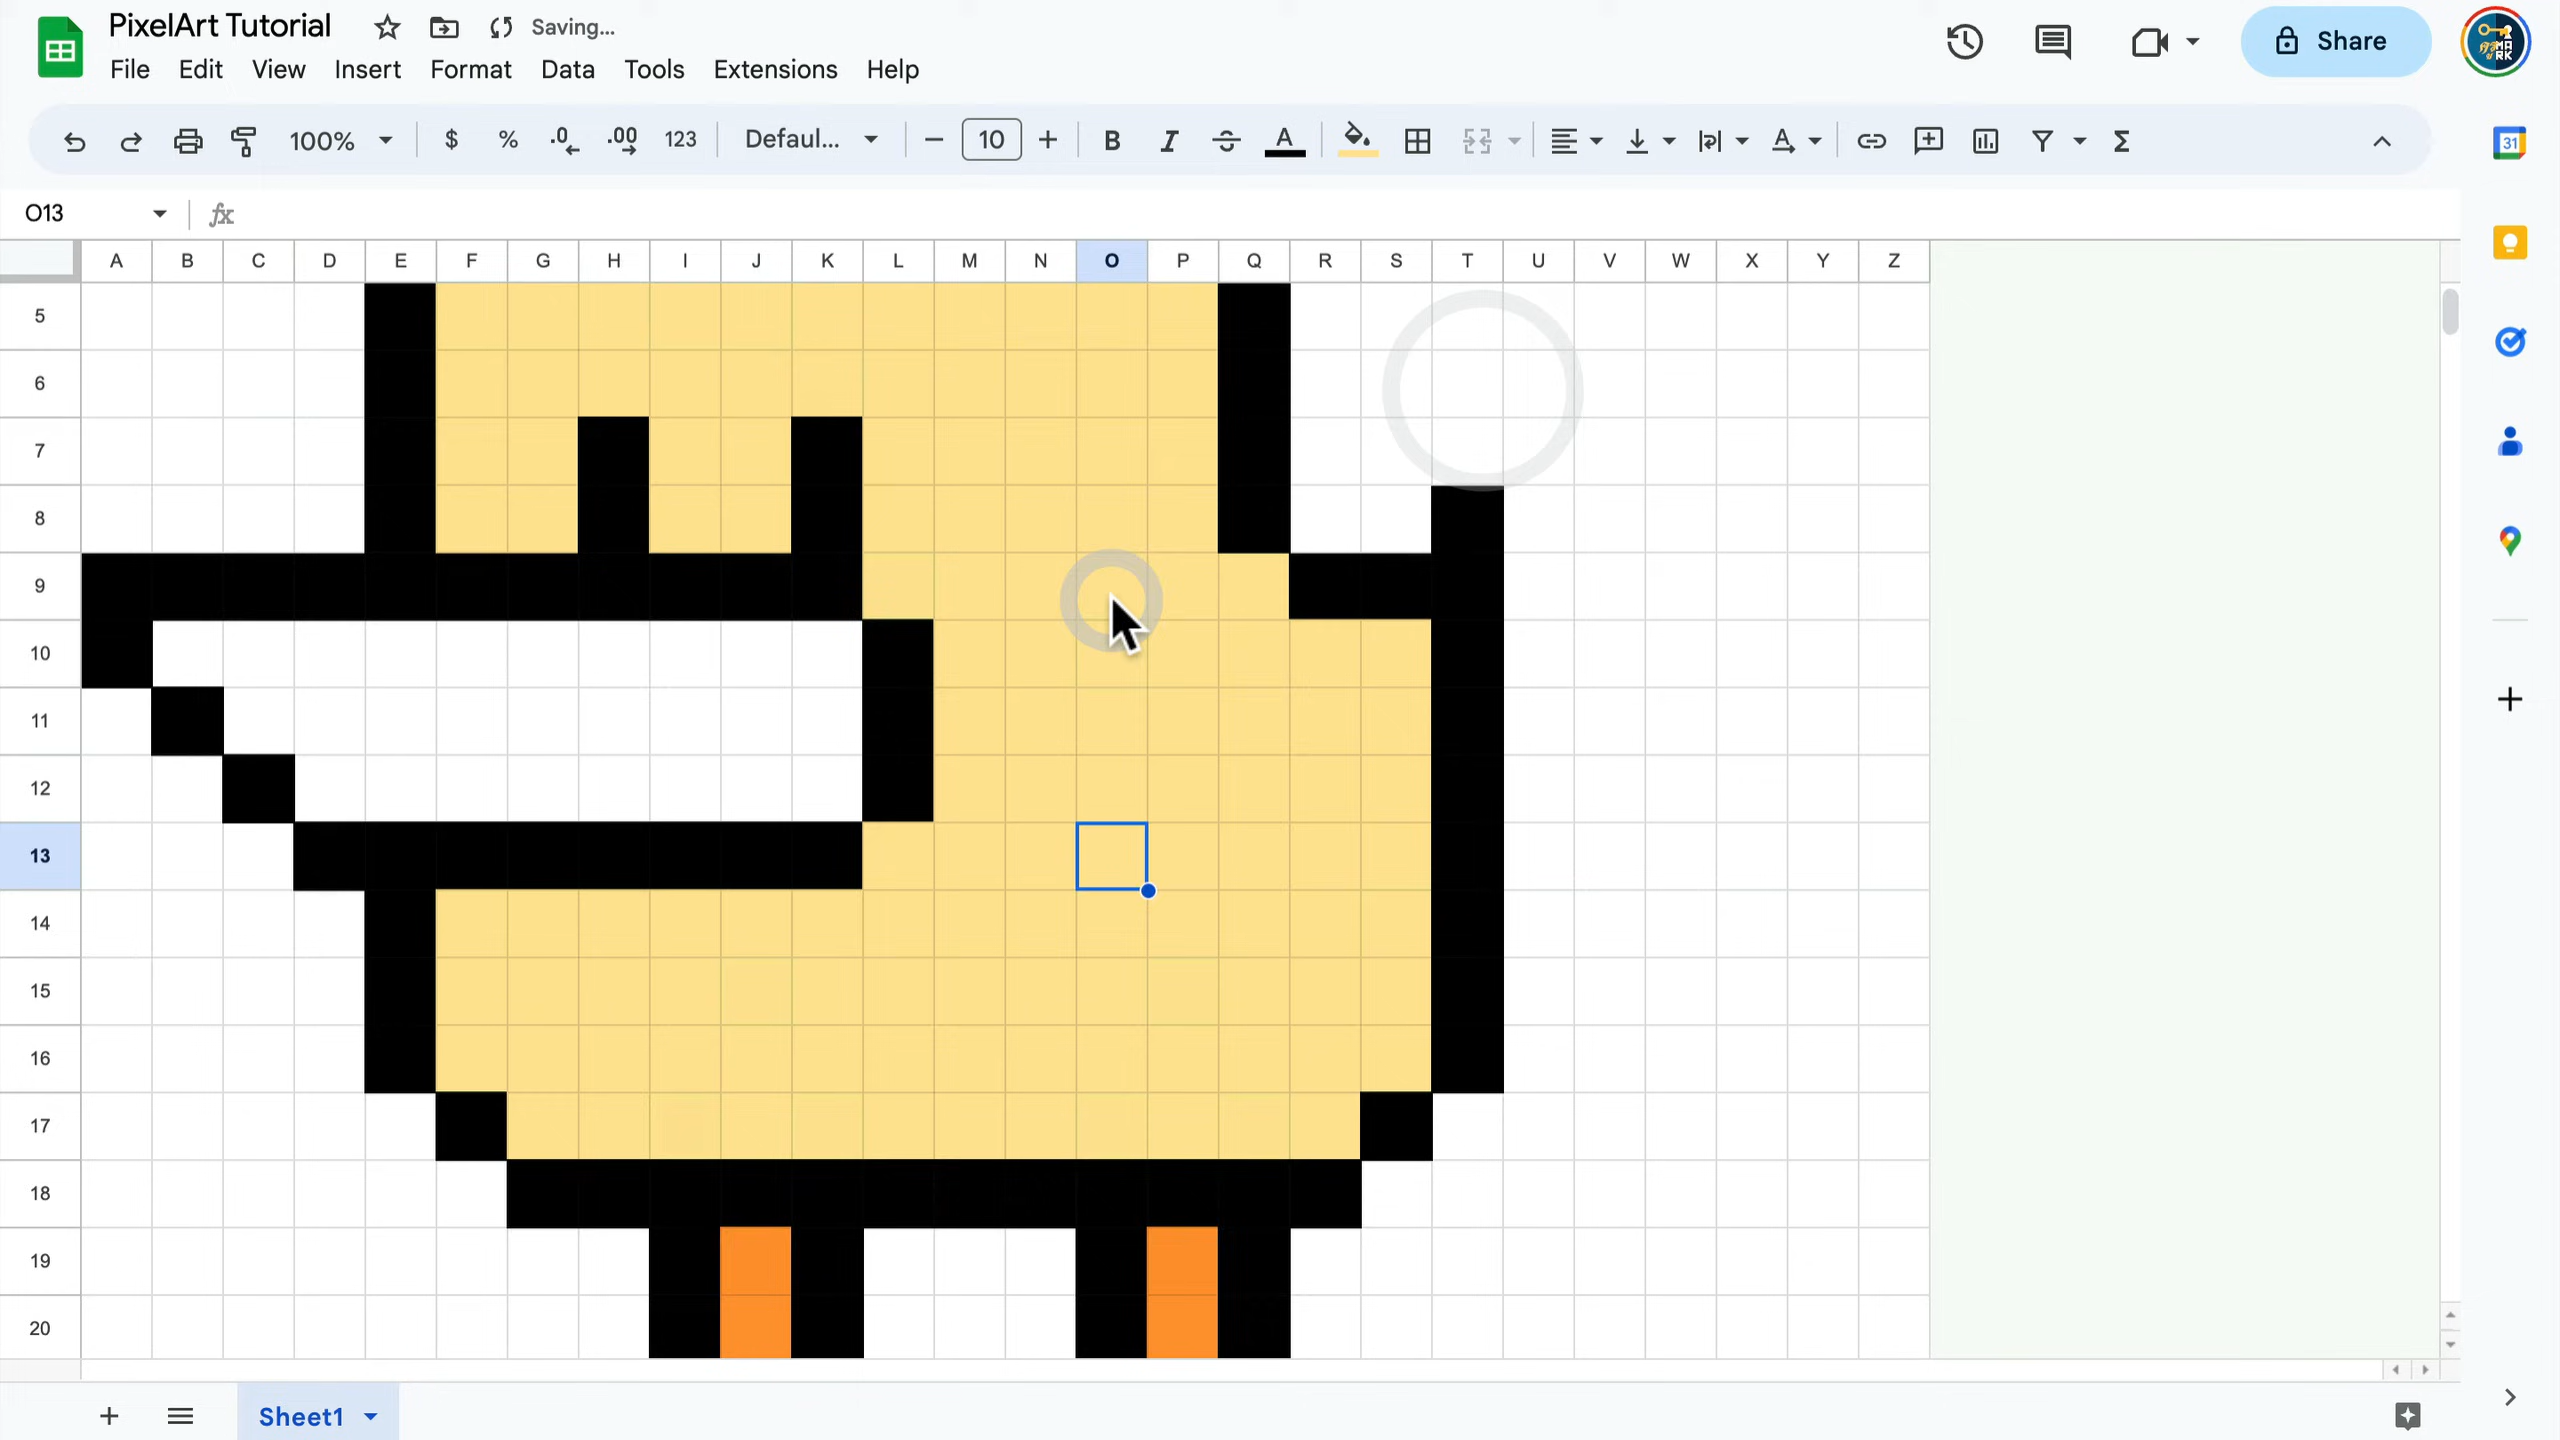 PixelArt Tutorial Saving...
File Edit View Insert Format Data Tools Extensions Help
Share
31
100% $ % .0 .00 123 Defaul... 10 B I A
O13 fx
A B C D E F G H I J K L M N O P Q R S T U V W X Y Z
5
6
7
8
9
10
11
12
13
14
15
16
17
18
19
20
Sheet1